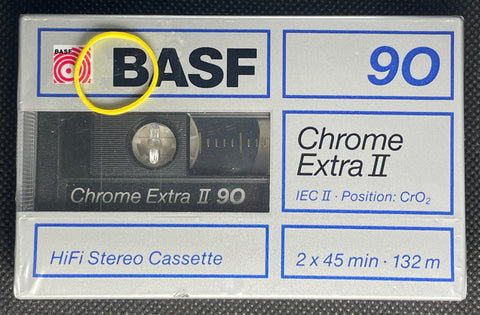 BASF
BASF
90
Chrome
Extra II
IEC II · Position: CrO₂
Chrome Extra II 90
HiFi Stereo Cassette
2 x 45 min · 132 m